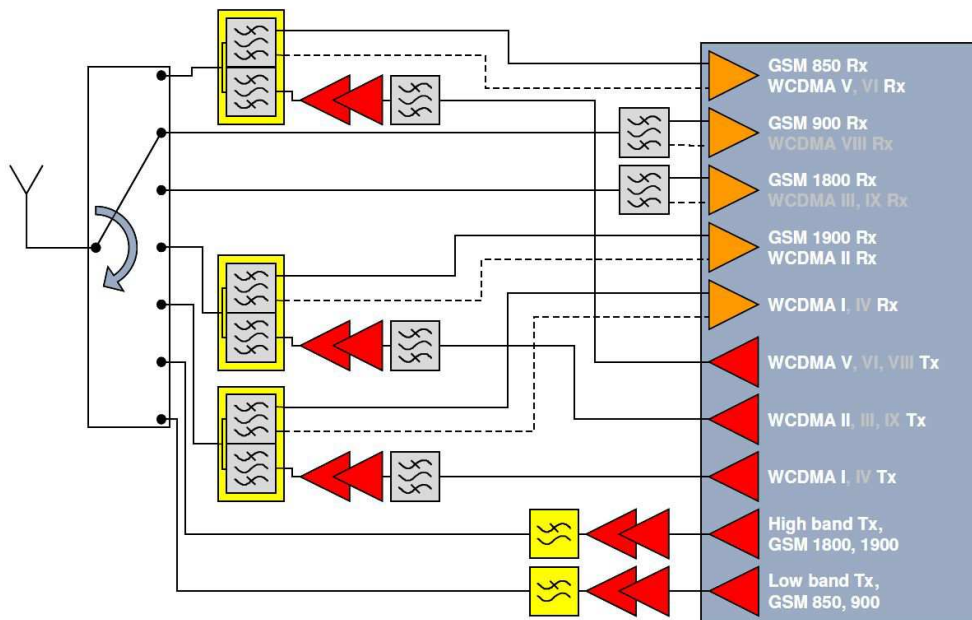 GSM 850 Rx
WCDMA V, VI Rx
GSM 900 Rx
WCDMA VIII Rx
GSM 1800 Rx
WCDMA III, IX Rx
GSM 1900 Rx
WCDMA II Rx
WCDMA I, IV Rx
WCDMA V, VI, VIII Tx
WCDMA II, III, IX Tx
WCDMA I, IV Tx
High band Tx,
GSM 1800, 1900
Low band Tx,
GSM 850, 900